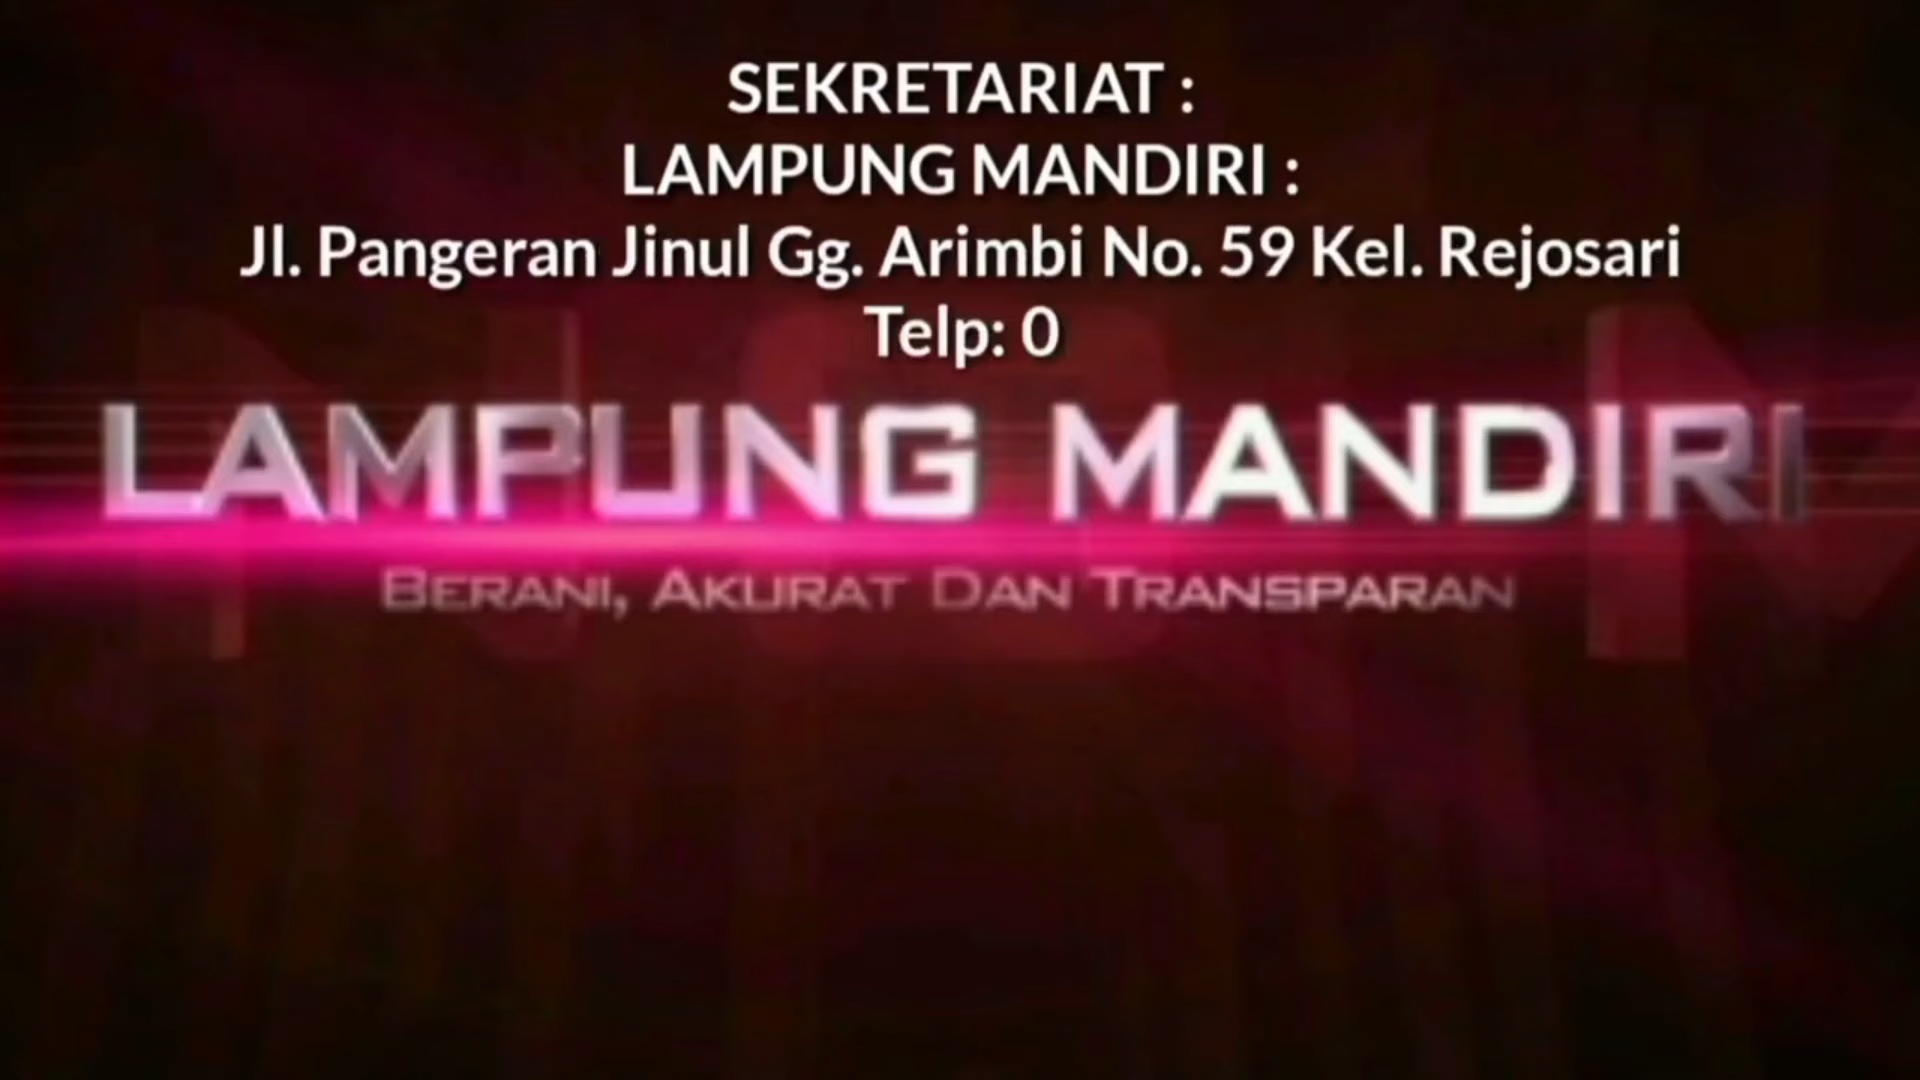 SEKRETARIAT :
LAMPUNG MANDIRI :
Jl. Pangeran Jinul Gg. Arimbi No. 59 Kel. Rejosari
Telp: 0
LAMPUNG MANDIRI
BERANI, AKURAT DAN TRANSPARAN